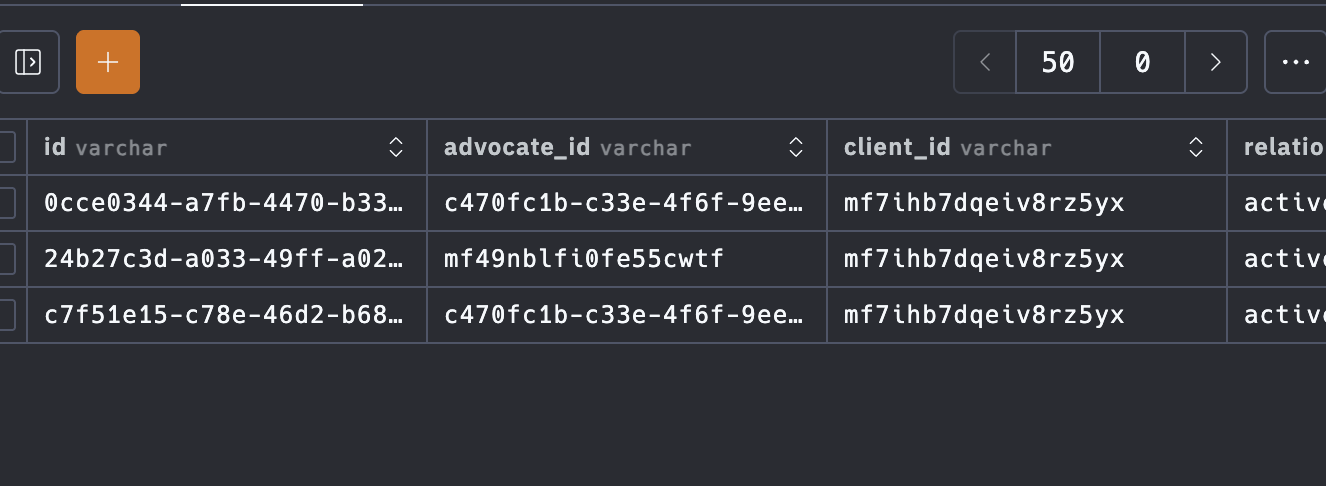 50 0
id varchar advocate_id varchar client_id varchar relatio
0cce0344-a7fb-4470-b33… c470fc1b-c33e-4f6f-9ee… mf7ihb7dqeiv8rz5yx active
24b27c3d-a033-49ff-a02… mf49nblfi0fe55cwtf mf7ihb7dqeiv8rz5yx active
c7f51e15-c78e-46d2-b68… c470fc1b-c33e-4f6f-9ee… mf7ihb7dqeiv8rz5yx active